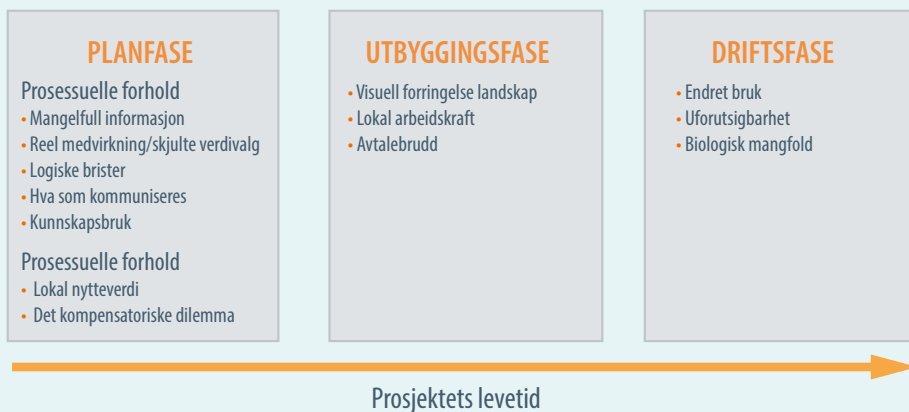 PLANFASE
Prosessuelle forhold
• Mangelfull informasjon
• Reel medvirkning/skjulte verdivalg
• Logiske brister
• Hva som kommuniseres
• Kunnskapsbruk
Prosessuelle forhold
• Lokal nytteverdi
• Det kompensatoriske dilemma
UTBYGGINGSFASE
• Visuell forringelse landskap
• Lokal arbeidskraft
• Avtalebrudd
DRIFTSFASE
• Endret bruk
• Uforutsigbarhet
• Biologisk mangfold
Prosjektets levetid